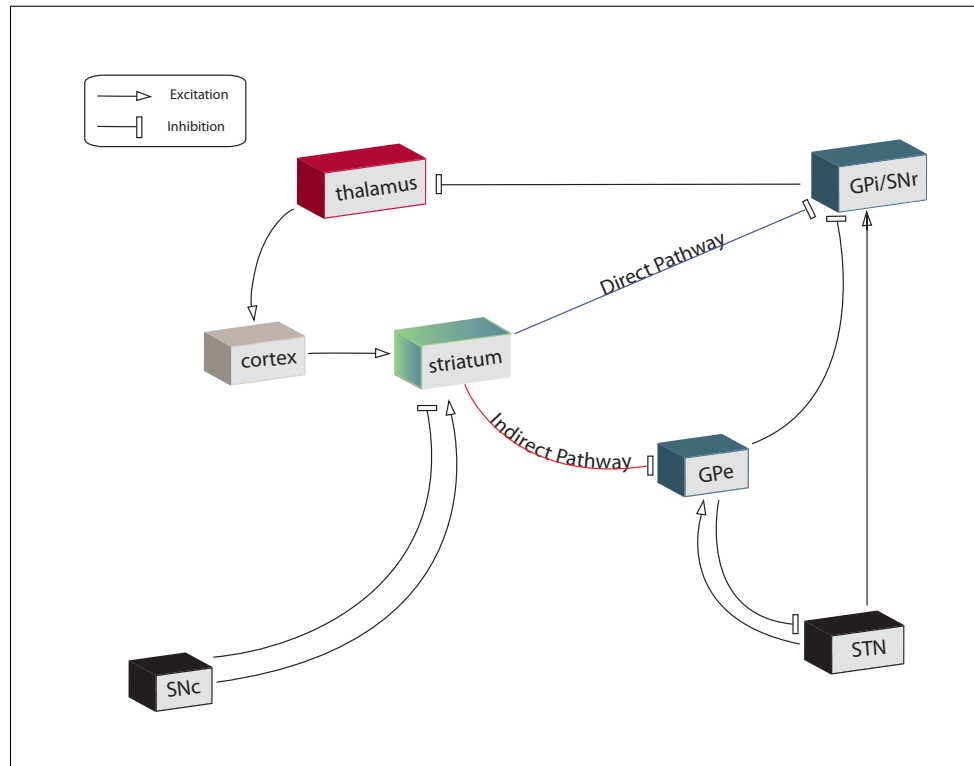 Excitation
Inhibition
thalamus
GPi/SNr
Direct Pathway
cortex
striatum
Indirect Pathway
GPe
STN
SNc